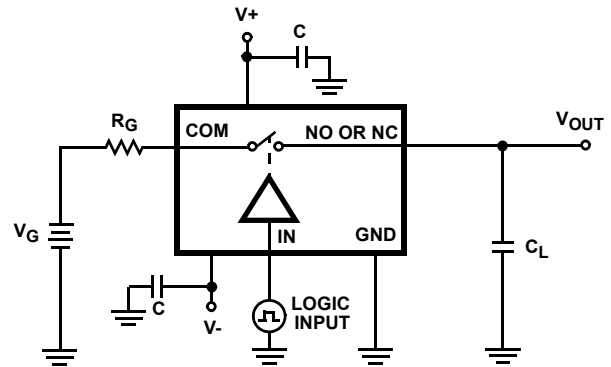 V+
C
RG
COM
NO OR NC
VOUT
VG
IN
GND
CL
C
V-
LOGIC
INPUT